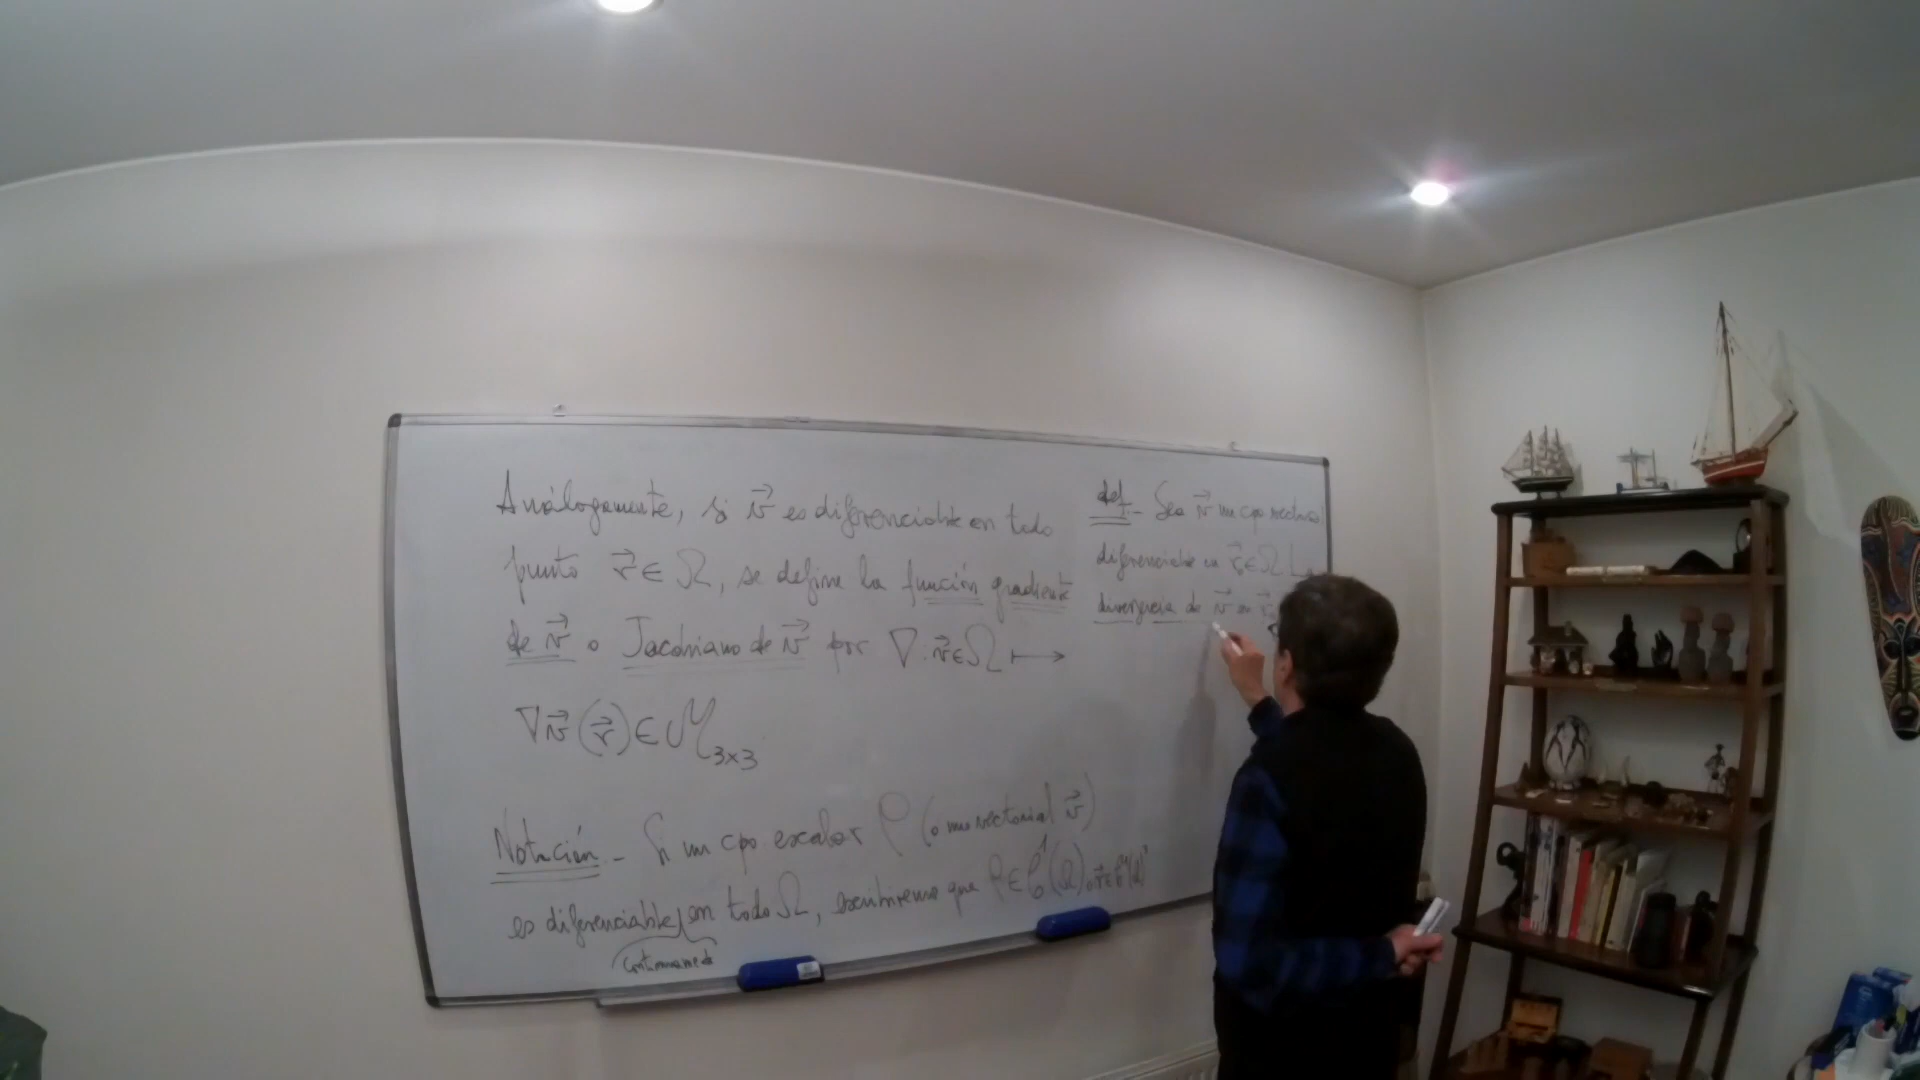 Análogamente, si v⃗ es diferenciable en todo
punto r⃗ ∈ Ω, se define la función gradiente
de v⃗ o Jacobiano de v⃗ por ∇: r⃗ ∈ Ω ⟼
∇v⃗(r⃗) ∈ M₃ₓ₃
Notación.- Si un cpo escalar φ (o uno vectorial v⃗)
es diferenciable en todo Ω, escribiremos que φ ∈ C¹(Ω)
continuamente
def.- Sea v⃗ un cpo vectorial
diferenciable en r⃗₀ ∈ Ω. La
divergencia de v⃗ en